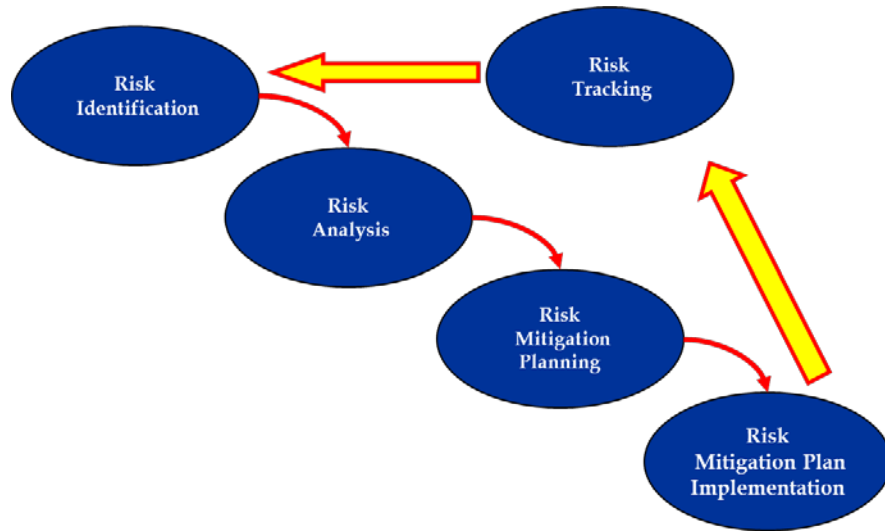 Risk
Identification
Risk
Tracking
Risk
Analysis
Risk
Mitigation
Planning
Risk
Mitigation Plan
Implementation